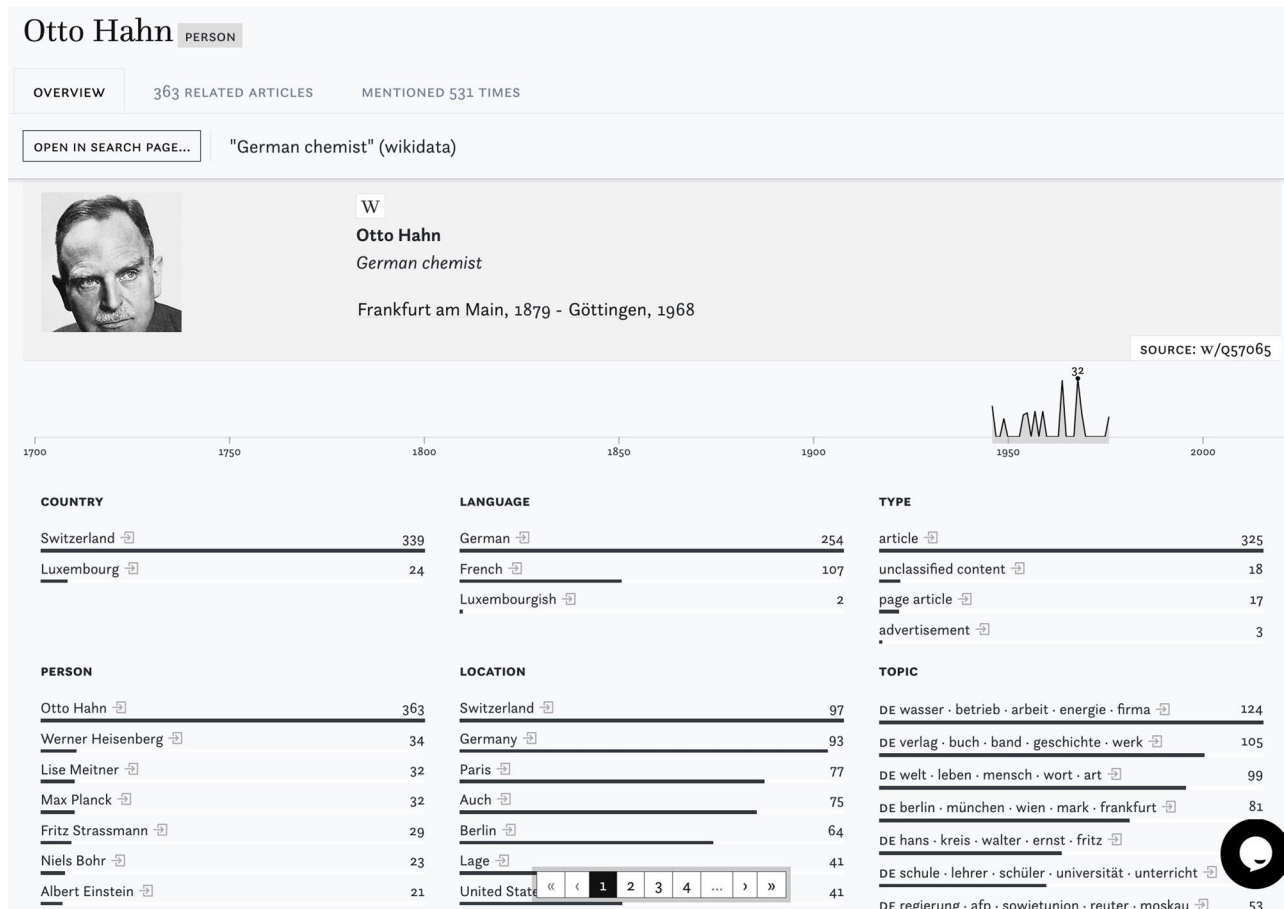 Otto Hahn PERSON
OVERVIEW 363 RELATED ARTICLES MENTIONED 531 TIMES
OPEN IN SEARCH PAGE... "German chemist" (wikidata)
W
Otto Hahn
German chemist
Frankfurt am Main, 1879 - Göttingen, 1968
SOURCE: W/Q57065
32
1700 1750 1800 1850 1900 1950 2000
COUNTRY
Switzerland 339
Luxembourg 24
LANGUAGE
German 254
French 107
Luxembourgish 2
TYPE
article 325
unclassified content 18
page article 17
advertisement 3
PERSON
Otto Hahn 363
Werner Heisenberg 34
Lise Meitner 32
Max Planck 32
Fritz Strassmann 29
Niels Bohr 23
Albert Einstein 21
LOCATION
Switzerland 97
Germany 93
Paris 77
Auch 75
Berlin 64
Lage 41
United State 41
TOPIC
DE wasser · betrieb · arbeit · energie · firma 124
DE verlag · buch · band · geschichte · werk 105
DE welt · leben · mensch · wort · art 99
DE berlin · münchen · wien · mark · frankfurt 81
DE hans · kreis · walter · ernst · fritz
DE schule · lehrer · schüler · universität · unterricht
DE regierung · afp · sowjetunion · reuter · moskau 53
« ‹ 1 2 3 4 ... › »